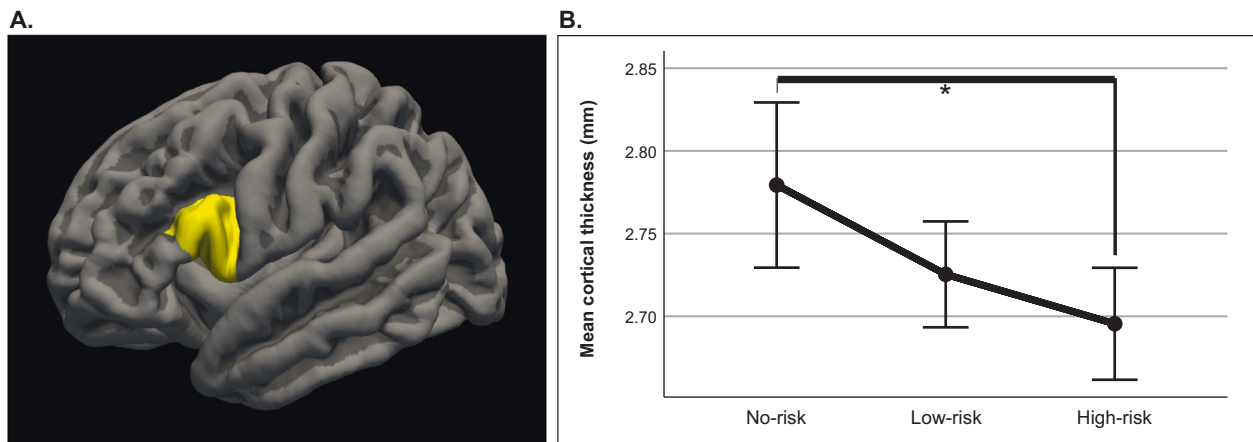 A.
B.
Mean cortical thickness (mm)
2.85
2.80
2.75
2.70
*
No-risk Low-risk High-risk